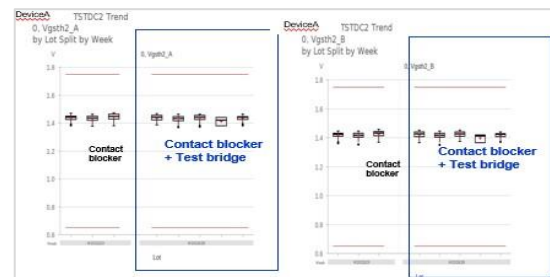 DeviceA
TSTDC2 Trend
0, Vgsth2_A
by Lot Split by Week
V
0, Vgsth2_A
1.8
1.6
1.4
1.2
1.0
0.8
0.6
Contact
blocker
Contact blocker
+ Test bridge
Lot
DeviceA
TSTDC2 Trend
0, Vgsth2_B
by Lot Split by Week
V
0, Vgsth2_B
1.8
1.6
1.4
1.2
1.0
0.8
0.6
Contact
blocker
Contact blocker
+ Test bridge